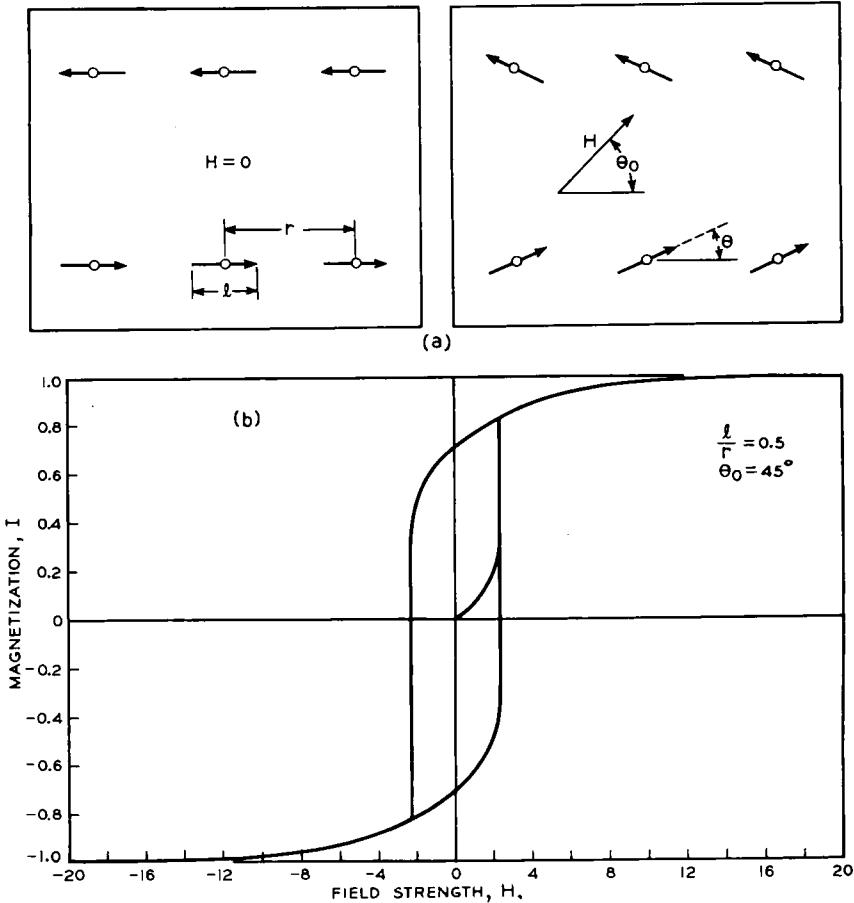 H = 0
r
l
H
θ0
θ
(a)
(b)
l/r = 0.5
θ0 = 45°
MAGNETIZATION, I
1.0
0.8
0.6
0.4
0.2
0
-0.2
-0.4
-0.6
-0.8
-1.0
-20 -16 -12 -8 -4 0 4 8 12 16 20
FIELD STRENGTH, H.